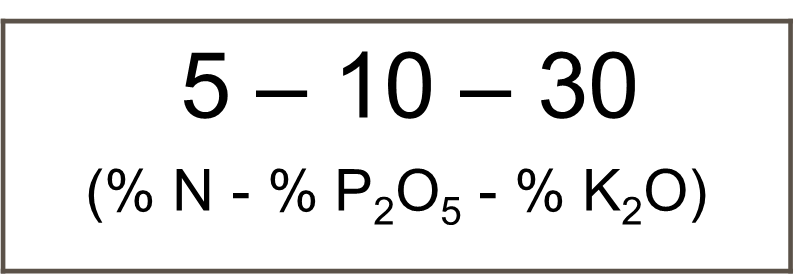 5 – 10 – 30
(% N - % P₂O₅ - % K₂O)